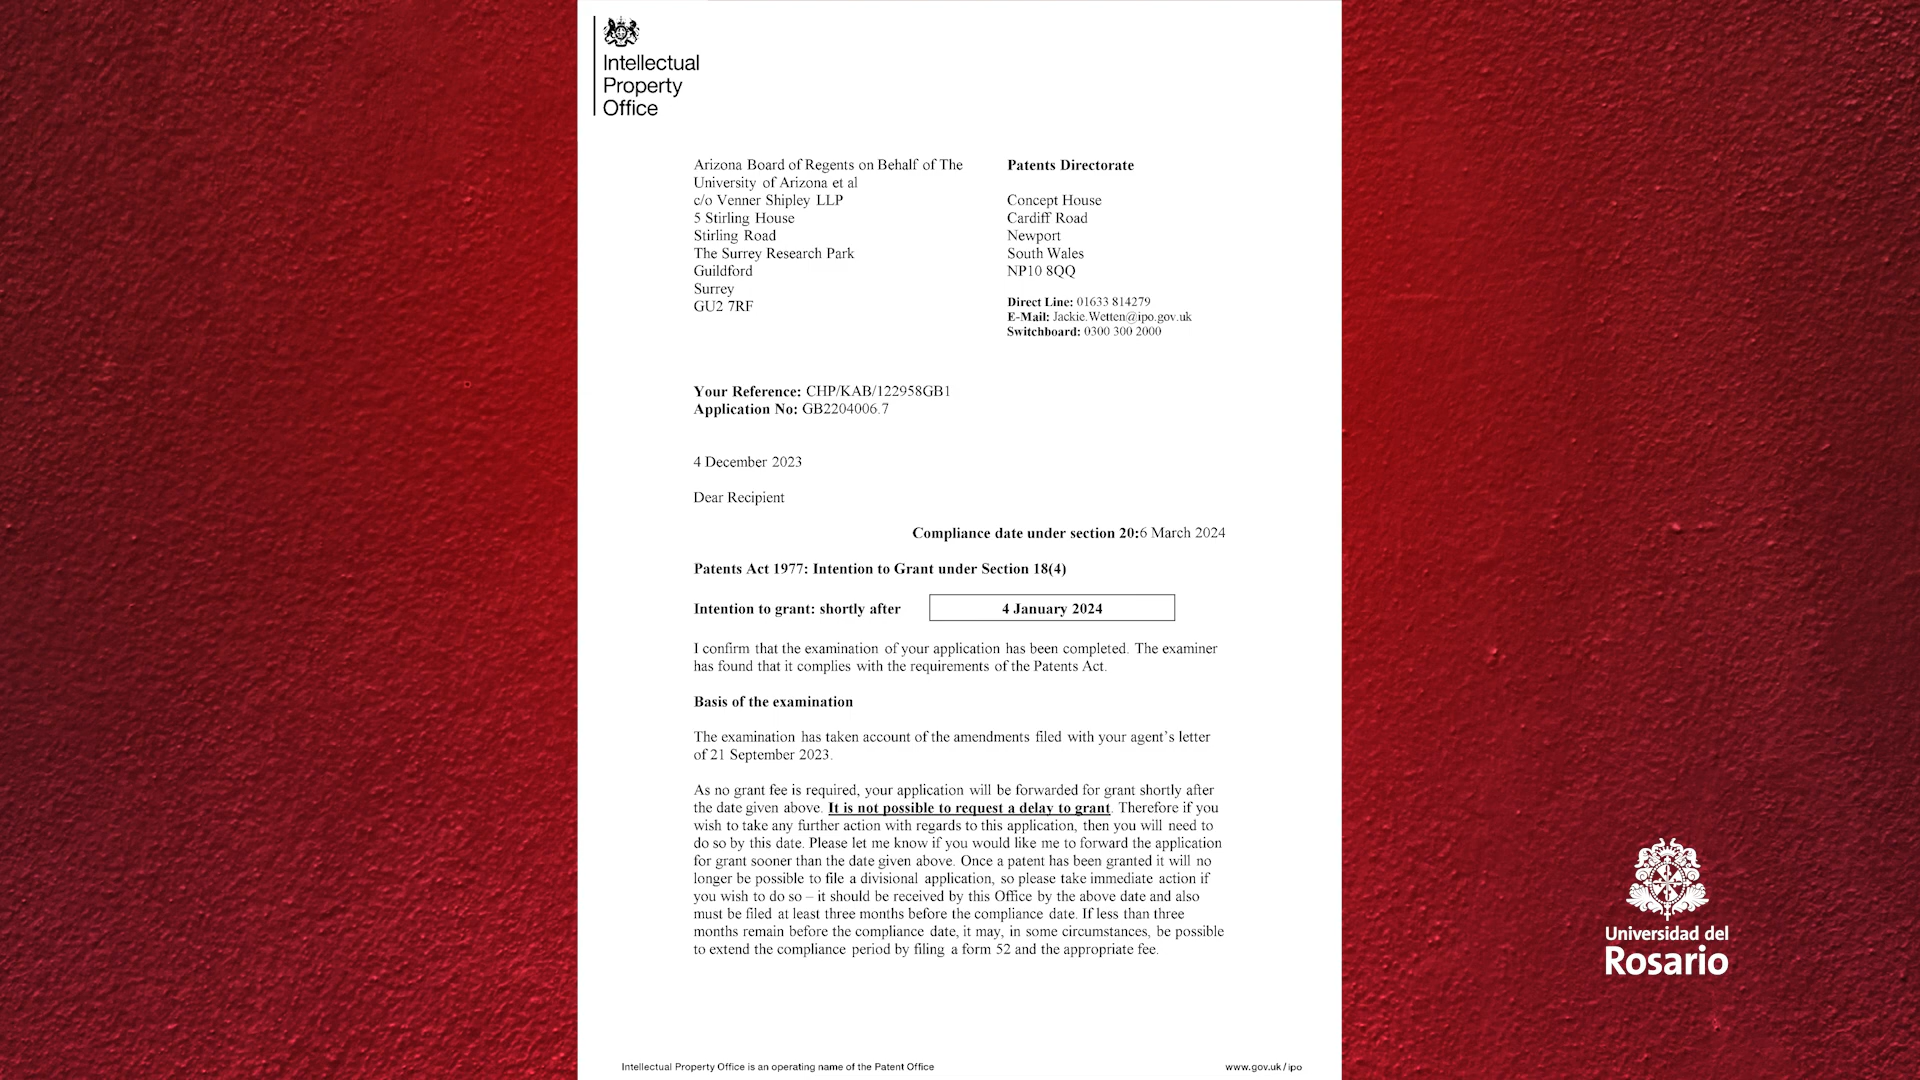 Intellectual
Property
Office
Arizona Board of Regents on Behalf of The
University of Arizona et al
c/o Venner Shipley LLP
5 Stirling House
Stirling Road
The Surrey Research Park
Guildford
Surrey
GU2 7RF
Patents Directorate
Concept House
Cardiff Road
Newport
South Wales
NP10 8QQ
Direct Line: 01633 814279
E-Mail: Jackie.Wetten@ipo.gov.uk
Switchboard: 0300 300 2000
Your Reference: CHP/KAB/122958GB1
Application No: GB2204006.7
4 December 2023
Dear Recipient
Compliance date under section 20:6 March 2024
Patents Act 1977: Intention to Grant under Section 18(4)
Intention to grant: shortly after 4 January 2024
I confirm that the examination of your application has been completed. The examiner
has found that it complies with the requirements of the Patents Act.
Basis of the examination
The examination has taken account of the amendments filed with your agent's letter
of 21 September 2023.
As no grant fee is required, your application will be forwarded for grant shortly after
the date given above. It is not possible to request a delay to grant. Therefore if you
wish to take any further action with regards to this application, then you will need to
do so by this date. Please let me know if you would like me to forward the application
for grant sooner than the date given above. Once a patent has been granted it will no
longer be possible to file a divisional application, so please take immediate action if
you wish to do so – it should be received by this Office by the above date and also
must be filed at least three months before the compliance date. If less than three
months remain before the compliance date, it may, in some circumstances, be possible
to extend the compliance period by filing a form 52 and the appropriate fee.
Intellectual Property Office is an operating name of the Patent Office
www.gov.uk/ipo
Universidad del
Rosario